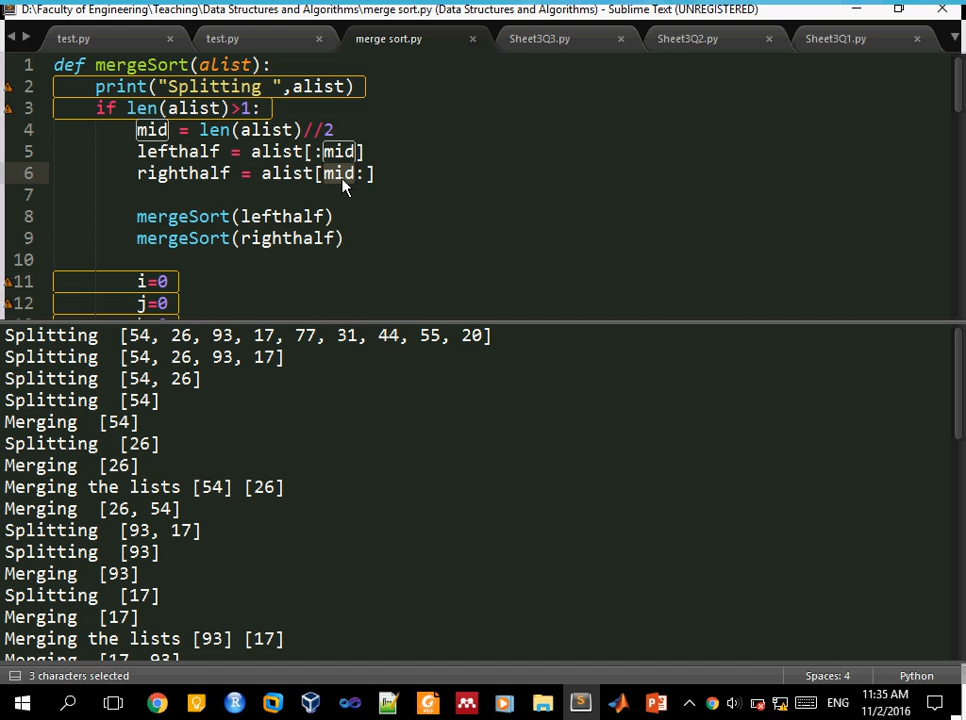 D:\Faculty of Engineering\Teaching\Data Structures and Algorithms\merge sort.py (Data Structures and Algorithms) - Sublime Text (UNREGISTERED)
test.py × test.py × merge sort.py × Sheet3Q3.py × Sheet3Q2.py × Sheet3Q1.py ×
1 def mergeSort(alist):
2 print("Splitting ",alist)
3 if len(alist)>1:
4 mid = len(alist)//2
5 lefthalf = alist[:mid]
6 righthalf = alist[mid:]
7
8 mergeSort(lefthalf)
9 mergeSort(righthalf)
10
11 i=0
12 j=0
Splitting [54, 26, 93, 17, 77, 31, 44, 55, 20]
Splitting [54, 26, 93, 17]
Splitting [54, 26]
Splitting [54]
Merging [54]
Splitting [26]
Merging [26]
Merging the lists [54] [26]
Merging [26, 54]
Splitting [93, 17]
Splitting [93]
Merging [93]
Splitting [17]
Merging [17]
Merging the lists [93] [17]
Merging [17, 93]
3 characters selected Spaces: 4 Python
ENG 11:35 AM
11/2/2016